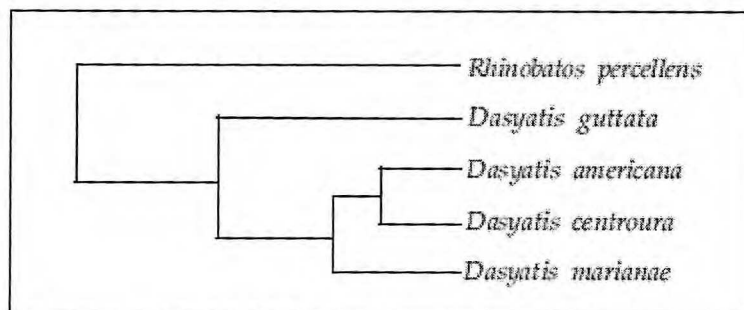 Rhinobatos percellens
Dasyatis guttata
Dasyatis americana
Dasyatis centroura
Dasyatis marianae